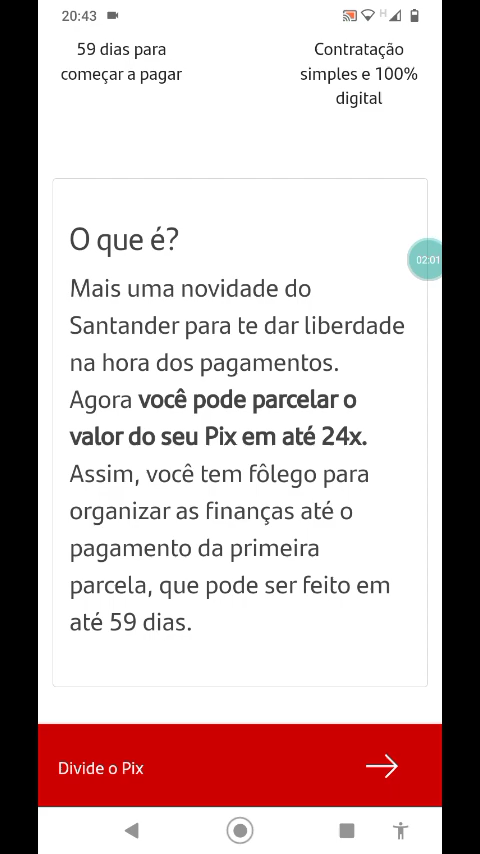 20:43
H
59 dias para
começar a pagar
Contratação
simples e 100%
digital
O que é?
02:01
Mais uma novidade do
Santander para te dar liberdade
na hora dos pagamentos.
Agora você pode parcelar o
valor do seu Pix em até 24x.
Assim, você tem fôlego para
organizar as finanças até o
pagamento da primeira
parcela, que pode ser feito em
até 59 dias.
Divide o Pix